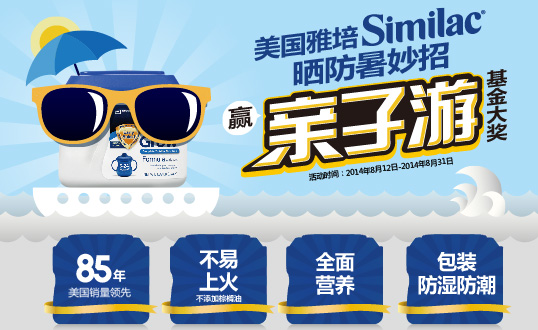 美国雅培Similac®
晒防暑妙招
赢
亲子游
基金大奖
活动时间：2014年8月12日-2014年8月31日
Formula
85年
美国销量领先
不易
上火
不添加棕榈油
全面
营养
包装
防湿防潮